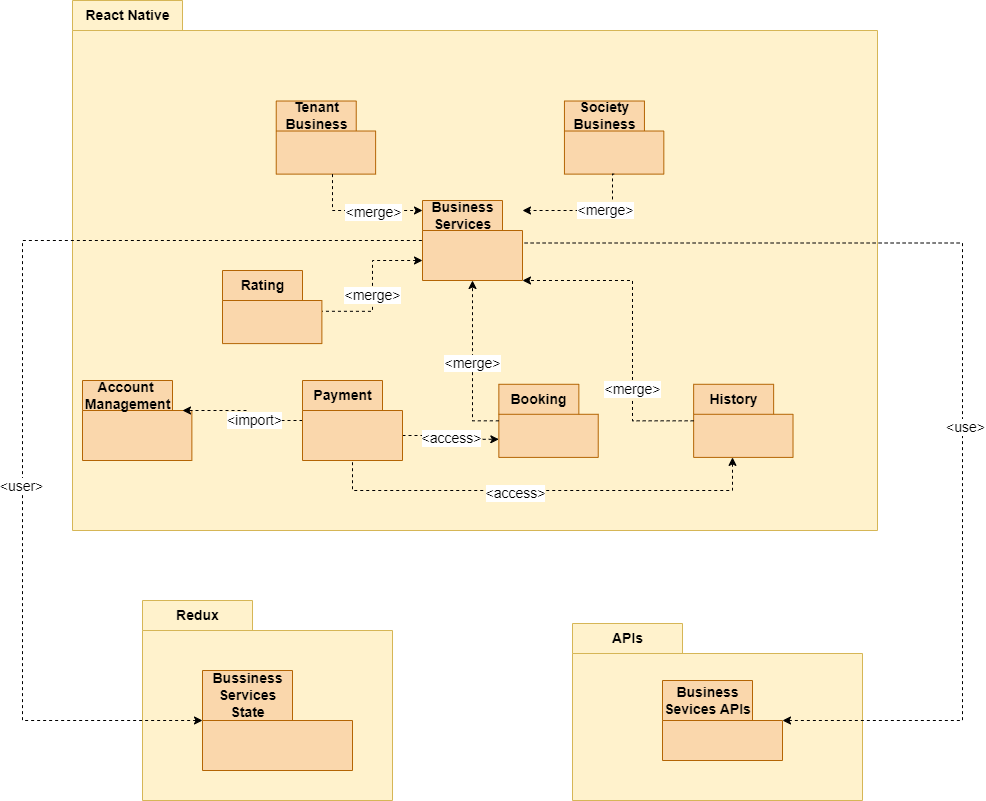 React Native
Tenant
Business
Society
Business
<merge>
Business
Services
<merge>
Rating
<merge>
<merge>
Account
Management
Payment
Booking
History
<merge>
<import>
<access>
<use>
<user>
<access>
Redux
APIs
Bussiness
Services
State
Business
Sevices APIs